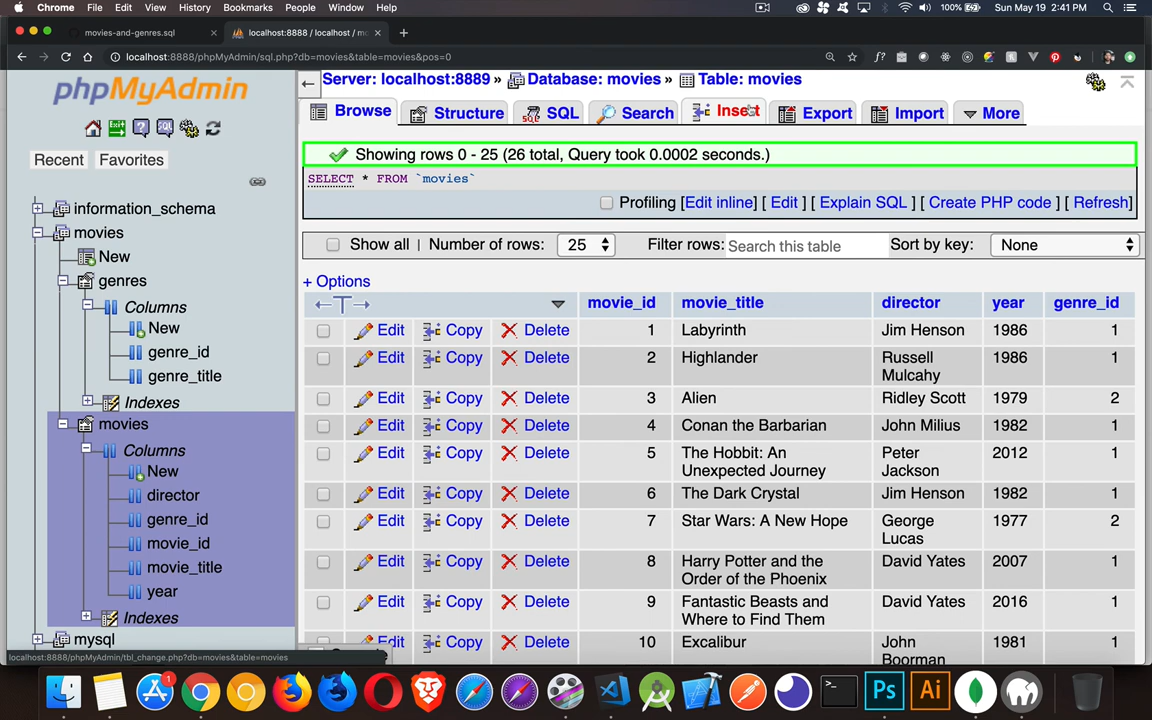 Chrome File Edit View History Bookmarks People Window Help 100% Sun May 19 2:41 PM
movies-and-genres.sql × localhost:8888 / localhost / mo × +
localhost:8888/phpMyAdmin/sql.php?db=movies&table=movies&pos=0
phpMyAdmin
Recent Favorites
information_schema
movies
New
genres
Columns
New
genre_id
genre_title
Indexes
movies
Columns
New
director
genre_id
movie_id
movie_title
year
Indexes
mysql
localhost:8888/phpMyAdmin/tbl_change.php?db=movies&table=movies
Server: localhost:8889 » Database: movies » Table: movies
Browse Structure SQL Search Insert Export Import More
Showing rows 0 - 25 (26 total, Query took 0.0002 seconds.)
SELECT * FROM `movies`
Profiling [Edit inline] [ Edit ] [ Explain SQL ] [ Create PHP code ] [ Refresh]
Show all | Number of rows: 25 Filter rows: Search this table Sort by key: None
+ Options
←T→ movie_id movie_title director year genre_id
Edit Copy Delete 1 Labyrinth Jim Henson 1986 1
Edit Copy Delete 2 Highlander Russell 1986 1
Mulcahy
Edit Copy Delete 3 Alien Ridley Scott 1979 2
Edit Copy Delete 4 Conan the Barbarian John Milius 1982 1
Edit Copy Delete 5 The Hobbit: An Peter 2012 1
Unexpected Journey Jackson
Edit Copy Delete 6 The Dark Crystal Jim Henson 1982 1
Edit Copy Delete 7 Star Wars: A New Hope George 1977 2
Lucas
Edit Copy Delete 8 Harry Potter and the David Yates 2007 1
Order of the Phoenix
Edit Copy Delete 9 Fantastic Beasts and David Yates 2016 1
Where to Find Them
Edit Copy Delete 10 Excalibur John 1981 1
Boorman
Ps Ai